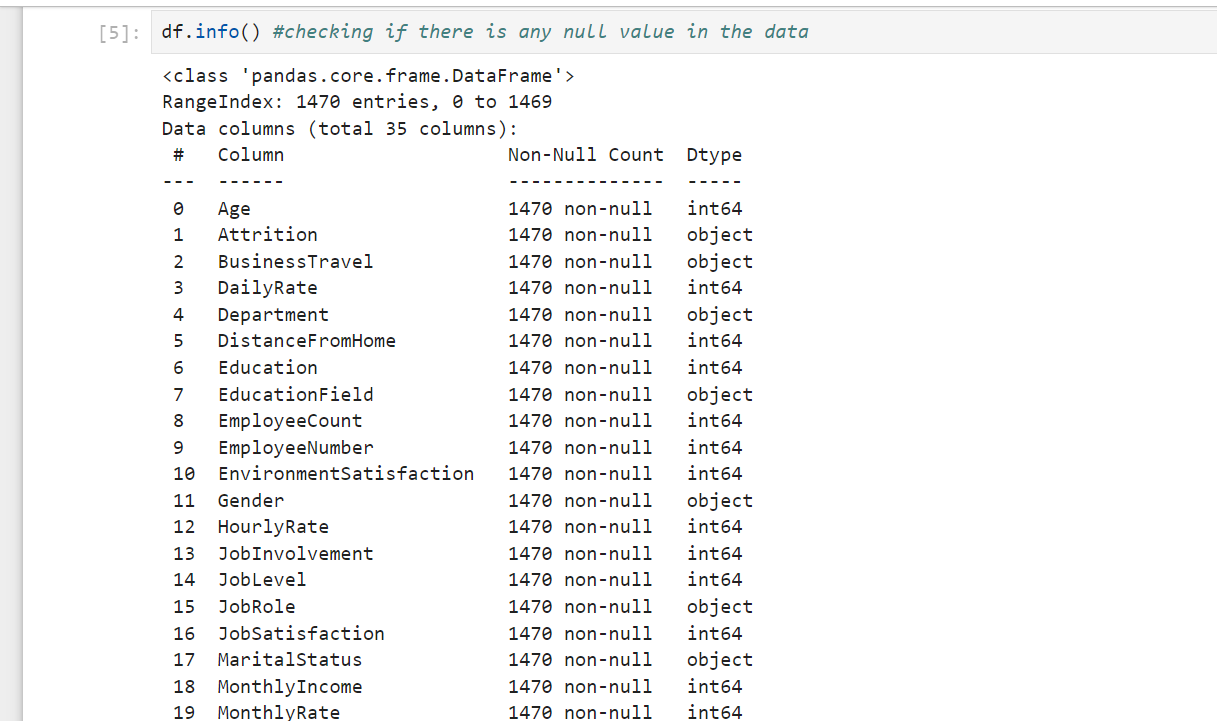 [5]: df.info() #checking if there is any null value in the data
<class 'pandas.core.frame.DataFrame'>
RangeIndex: 1470 entries, 0 to 1469
Data columns (total 35 columns):
 #   Column                    Non-Null Count  Dtype
---  ------                    --------------  -----
 0   Age                       1470 non-null   int64
 1   Attrition                 1470 non-null   object
 2   BusinessTravel            1470 non-null   object
 3   DailyRate                 1470 non-null   int64
 4   Department                1470 non-null   object
 5   DistanceFromHome          1470 non-null   int64
 6   Education                 1470 non-null   int64
 7   EducationField            1470 non-null   object
 8   EmployeeCount             1470 non-null   int64
 9   EmployeeNumber            1470 non-null   int64
 10  EnvironmentSatisfaction   1470 non-null   int64
 11  Gender                    1470 non-null   object
 12  HourlyRate                1470 non-null   int64
 13  JobInvolvement            1470 non-null   int64
 14  JobLevel                  1470 non-null   int64
 15  JobRole                   1470 non-null   object
 16  JobSatisfaction           1470 non-null   int64
 17  MaritalStatus             1470 non-null   object
 18  MonthlyIncome             1470 non-null   int64
 19  MonthlyRate               1470 non-null   int64